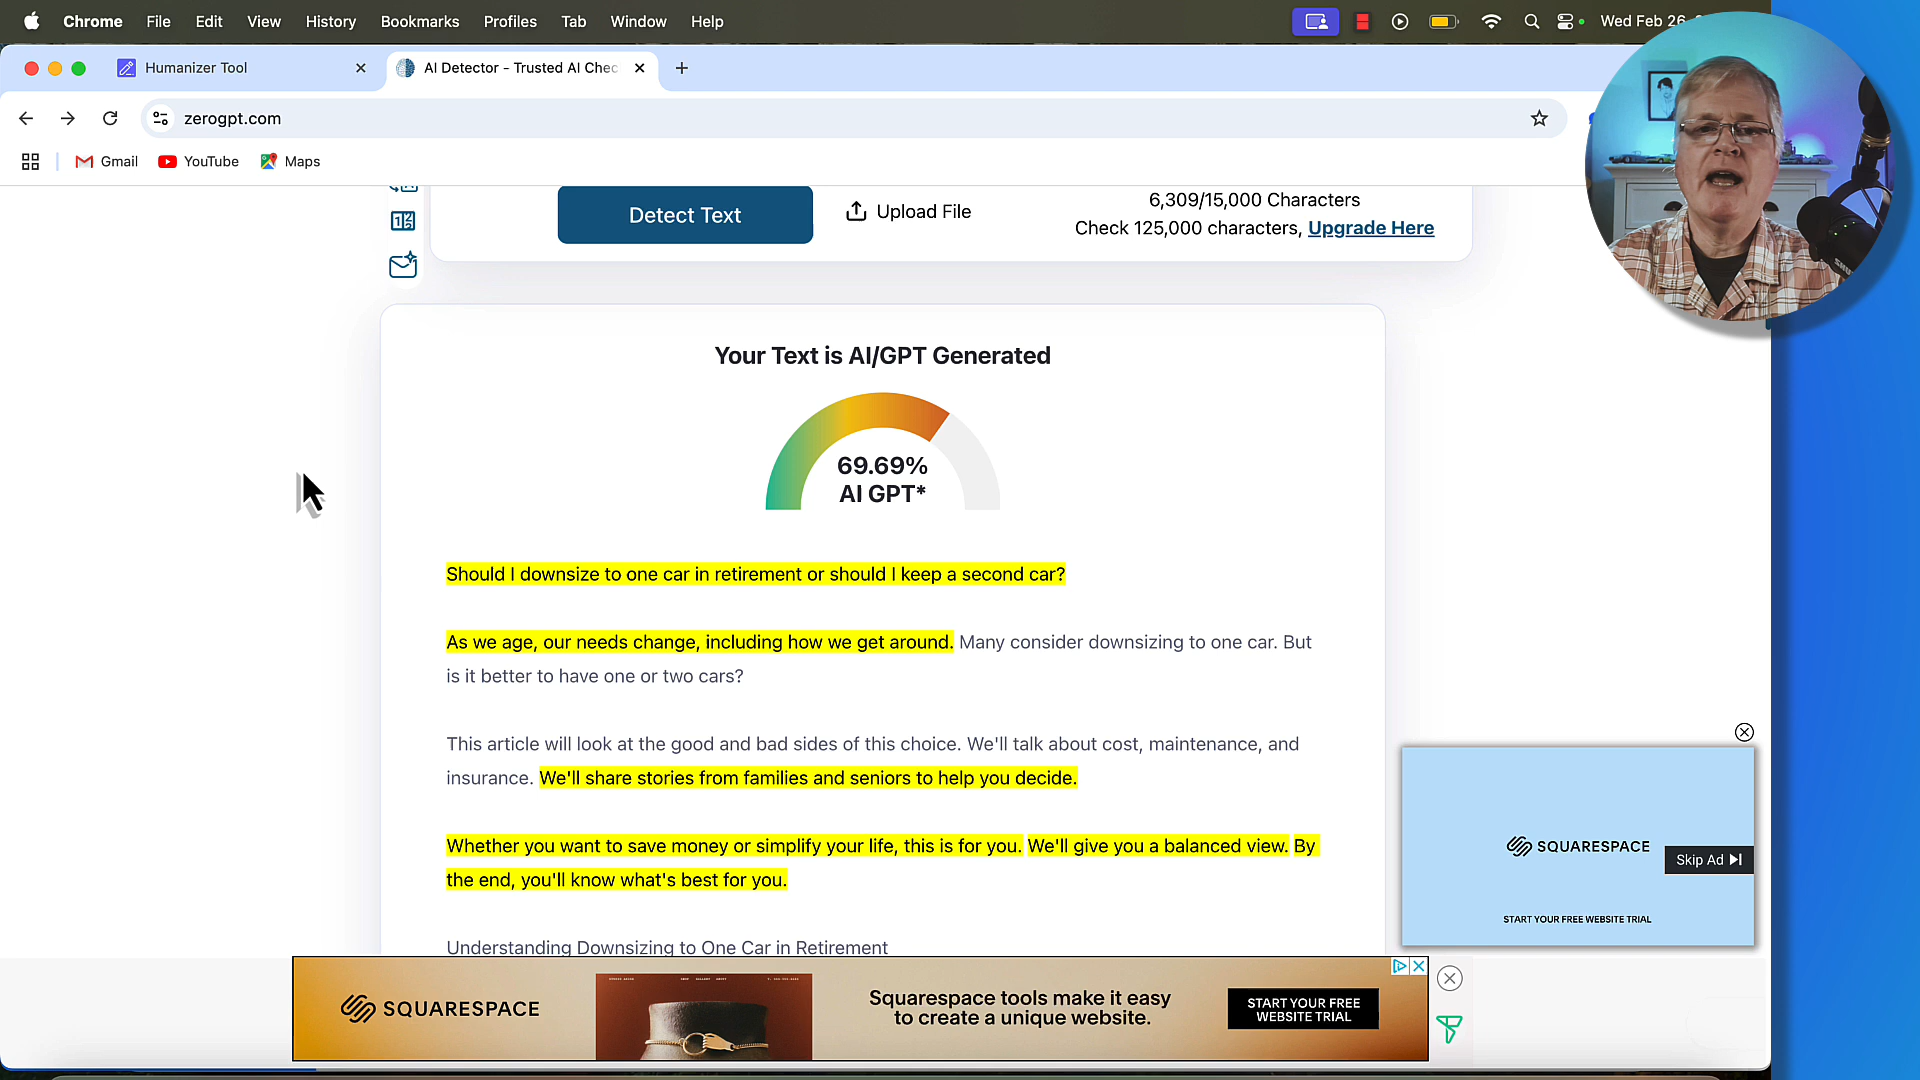 Chrome File Edit View History Bookmarks Profiles Tab Window Help Wed Feb 26
Humanizer Tool AI Detector - Trusted AI Chec
zerogpt.com
Gmail YouTube Maps
Detect Text
Upload File
6,309/15,000 Characters
Check 125,000 characters, Upgrade Here
Your Text is AI/GPT Generated
69.69%
AI GPT*
Should I downsize to one car in retirement or should I keep a second car?
As we age, our needs change, including how we get around. Many consider downsizing to one car. But
is it better to have one or two cars?
This article will look at the good and bad sides of this choice. We'll talk about cost, maintenance, and
insurance. We'll share stories from families and seniors to help you decide.
Whether you want to save money or simplify your life, this is for you. We'll give you a balanced view. By
the end, you'll know what's best for you.
Understanding Downsizing to One Car in Retirement
SQUARESPACE
Skip Ad
START YOUR FREE WEBSITE TRIAL
SQUARESPACE
Squarespace tools make it easy
to create a unique website.
START YOUR FREE
WEBSITE TRIAL